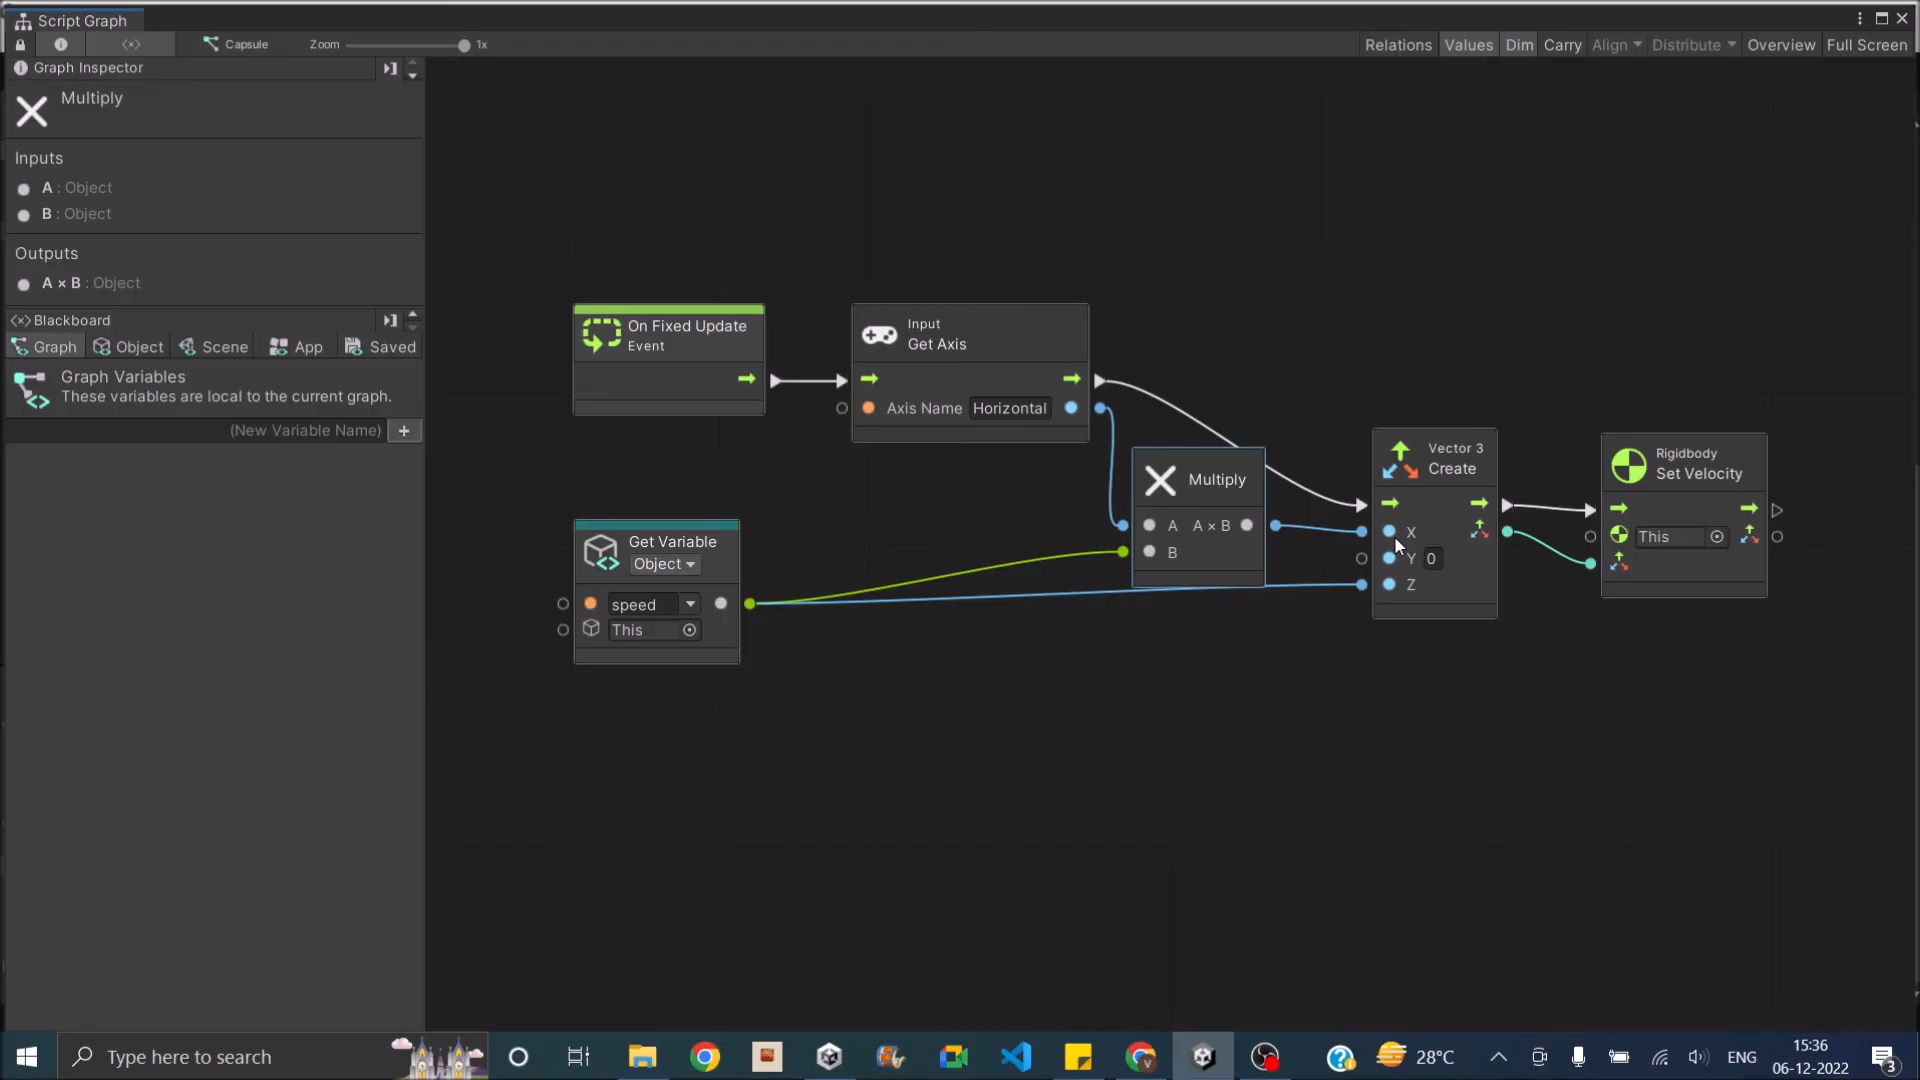 Script Graph
Capsule Zoom 1x Relations Values Dim Carry Align Distribute Overview Full Screen
Graph Inspector
Multiply
Inputs
A : Object
B : Object
Outputs
A × B : Object
<×> Blackboard
Graph Object Scene App Saved
Graph Variables
These variables are local to the current graph.
(New Variable Name) +
On Fixed Update
Event
Input
Get Axis
Axis Name Horizontal
Get Variable
Object
speed
This
Multiply
A A × B
B
Vector 3
Create
X
Y 0
Z
Rigidbody
Set Velocity
This
Type here to search
28°C ENG
15:36
06-12-2022
3